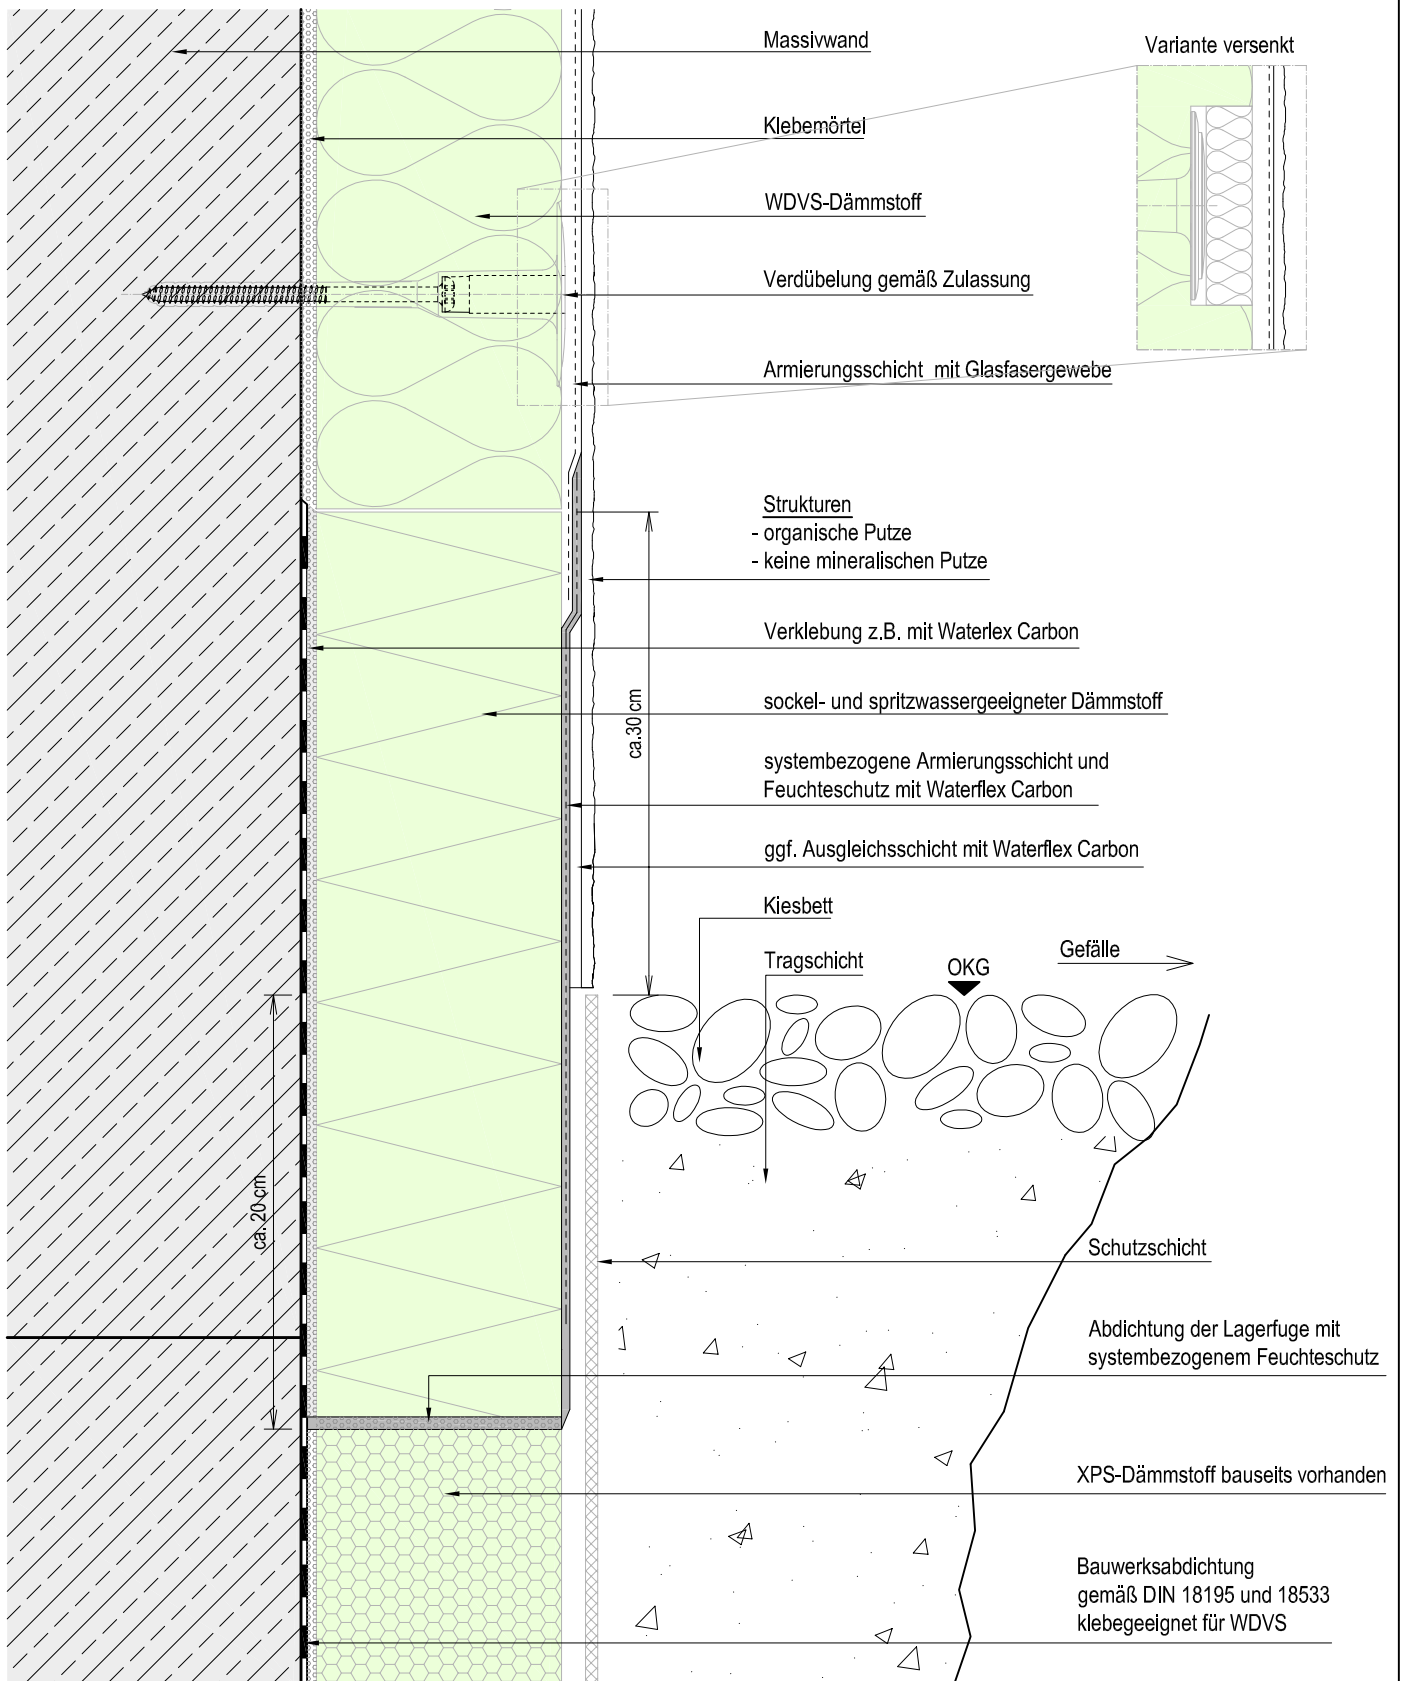 Massivwand
Variante versenkt
Klebemörtel
WDVS-Dämmstoff
Verdübelung gemäß Zulassung
Armierungsschicht mit Glasfasergewebe
Strukturen
- organische Putze
- keine mineralischen Putze
Verklebung z.B. mit Waterlex Carbon
ca.30 cm
sockel- und spritzwassergeeigneter Dämmstoff
systembezogene Armierungsschicht und
Feuchteschutz mit Waterflex Carbon
ggf. Ausgleichsschicht mit Waterflex Carbon
Kiesbett
Tragschicht
OKG
Gefälle
ca. 20 cm
Schutzschicht
Abdichtung der Lagerfuge mit
systembezogenem Feuchteschutz
XPS-Dämmstoff bauseits vorhanden
Bauwerksabdichtung
gemäß DIN 18195 und 18533
klebegeeignet für WDVS